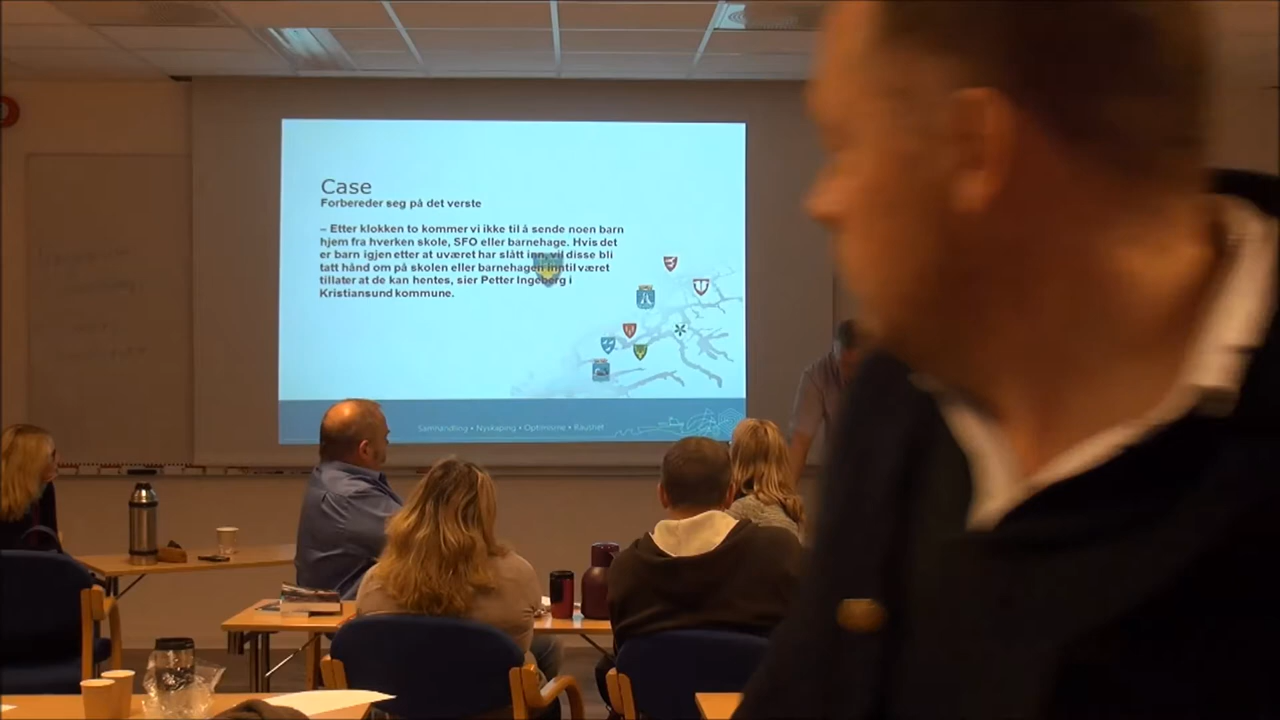 Case
Forbereder seg på det verste
– Etter klokken to kommer vi ikke til å sende noen barn
hjem fra hverken skole, SFO eller barnehage. Hvis det
er barn igjen etter at uværet har slått inn, vil disse bli
tatt hånd om på skolen eller barnehagen inntil været
tillater at de kan hentes, sier Petter Ingeberg i
Kristiansund kommune.
Samhandling • Nyskaping • Optimisme • Raushet